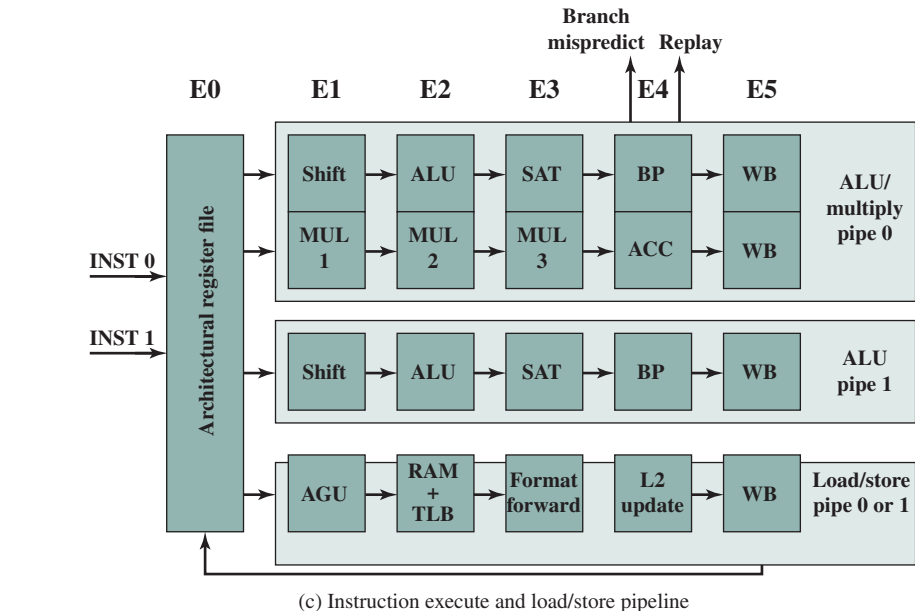 Branch
mispredict Replay
E0 E1 E2 E3 E4 E5
Architectural register file
INST 0
INST 1
Shift ALU SAT BP WB
MUL MUL MUL ACC WB
1 2 3
ALU/
multiply
pipe 0
Shift ALU SAT BP WB
ALU
pipe 1
AGU
RAM
+
TLB
Format
forward
L2
update
WB
Load/store
pipe 0 or 1
(c) Instruction execute and load/store pipeline